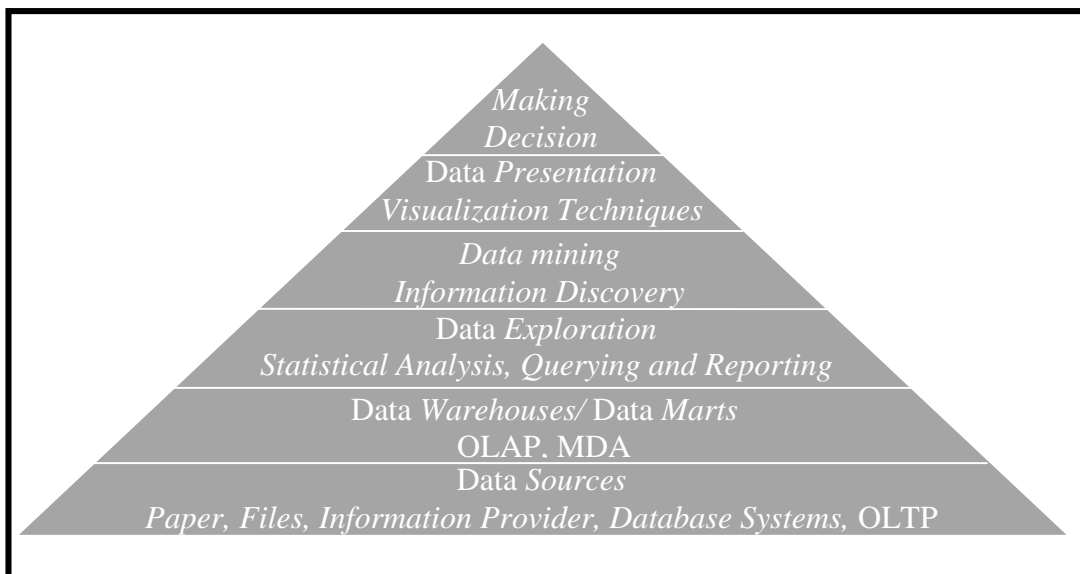 Making
Decision
Data Presentation
Visualization Techniques
Data mining
Information Discovery
Data Exploration
Statistical Analysis, Querying and Reporting
Data Warehouses/ Data Marts
OLAP, MDA
Data Sources
Paper, Files, Information Provider, Database Systems, OLTP